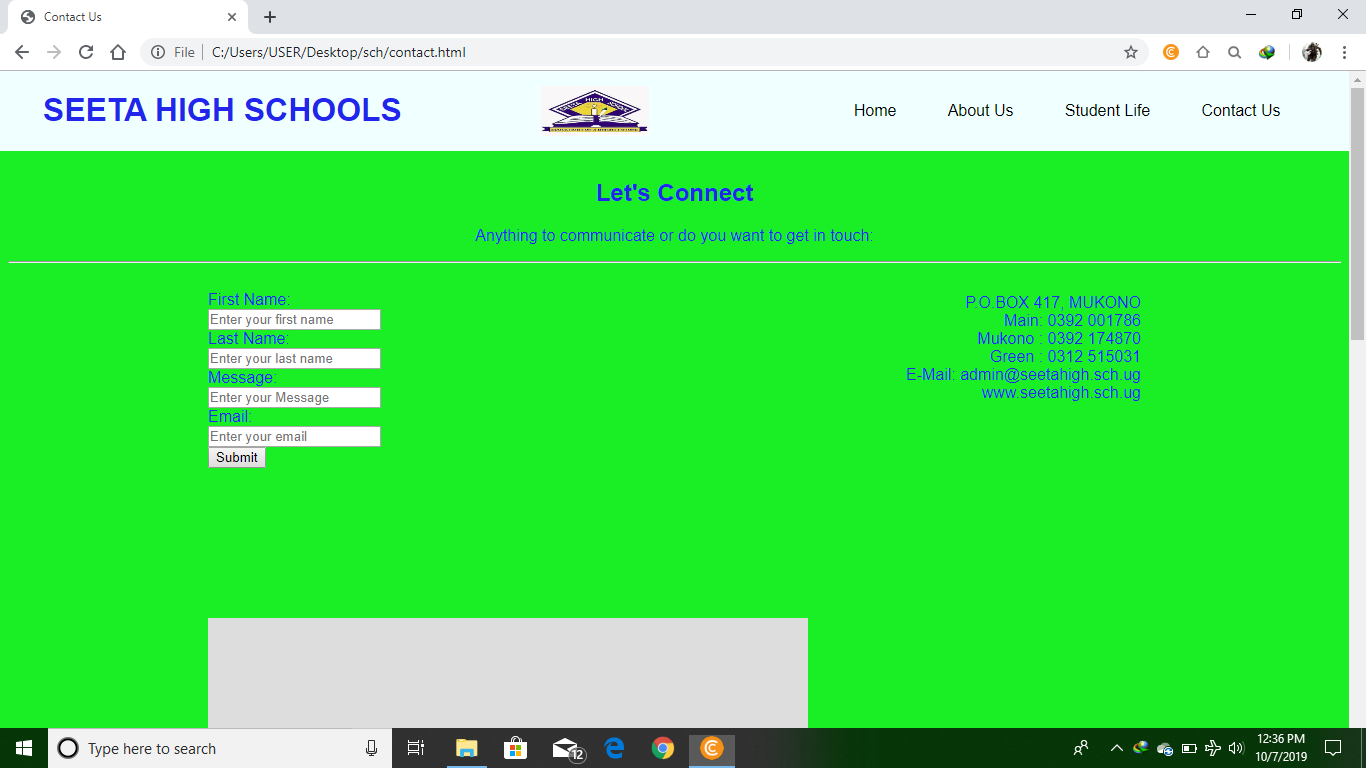 Contact Us
File
C:/Users/USER/Desktop/sch/contact.html
SEETA HIGH SCHOOLS
Home
About Us
Student Life
Contact Us
Let's Connect
Anything to communicate or do you want to get in touch:
First Name:
Enter your first name
Last Name:
Enter your last name
Message:
Enter your Message
Email:
Enter your email
Submit
P.O.BOX 417, MUKONO
Main: 0392 001786
Mukono : 0392 174870
Green : 0312 515031
E-Mail: admin@seetahigh.sch.ug
www.seetahigh.sch.ug
Type here to search
12
12:36 PM
10/7/2019